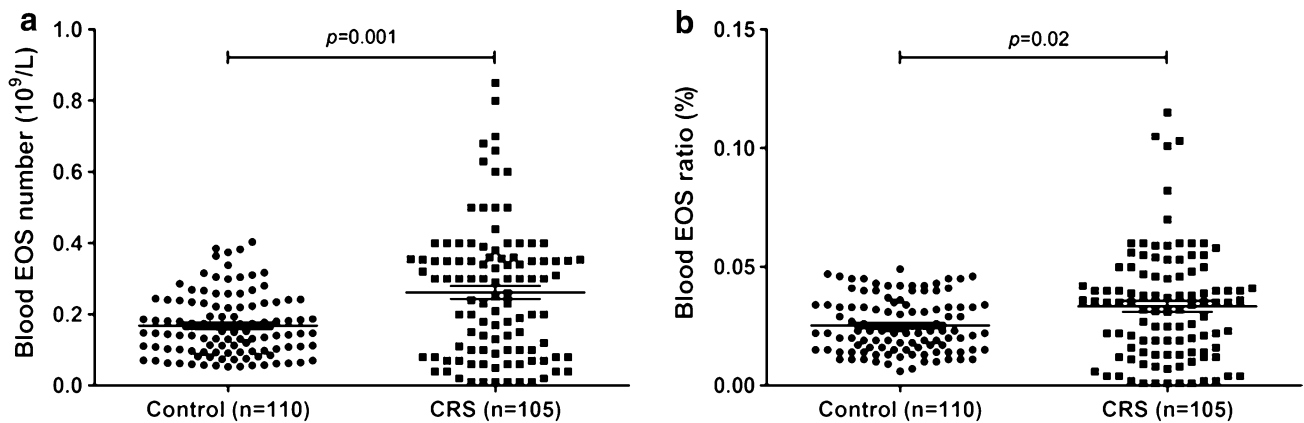 a
Blood EOS number (10⁹/L)
1.0
0.8
0.6
0.4
0.2
0.0
p=0.001
Control (n=110)
CRS (n=105)
b
Blood EOS ratio (%)
0.15
0.10
0.05
0.00
p=0.02
Control (n=110)
CRS (n=105)